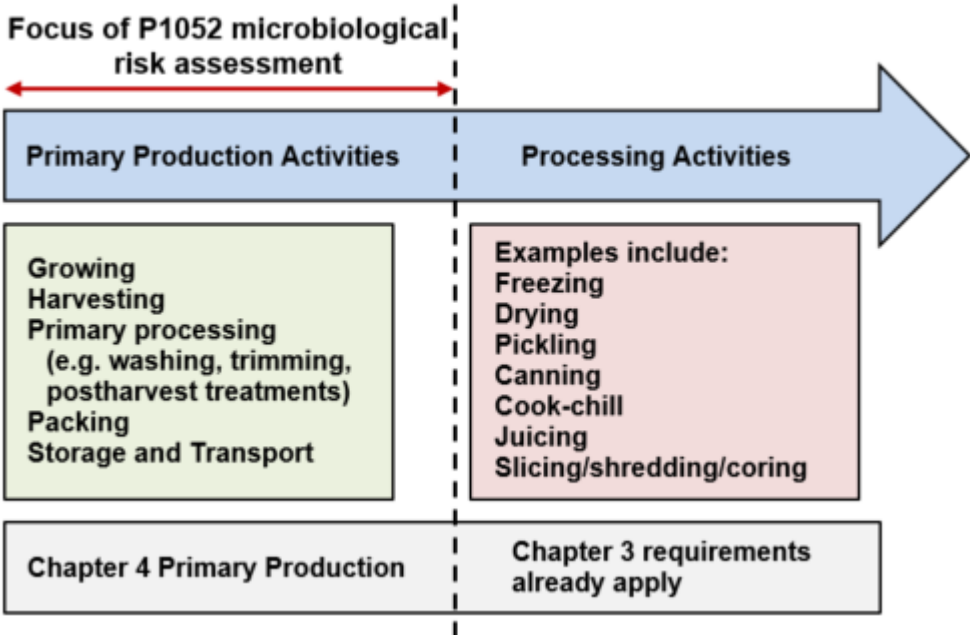 Focus of P1052 microbiological
risk assessment
Primary Production Activities
Processing Activities
Growing
Harvesting
Primary processing
(e.g. washing, trimming,
postharvest treatments)
Packing
Storage and Transport
Examples include:
Freezing
Drying
Pickling
Canning
Cook-chill
Juicing
Slicing/shredding/coring
Chapter 4 Primary Production
Chapter 3 requirements
already apply